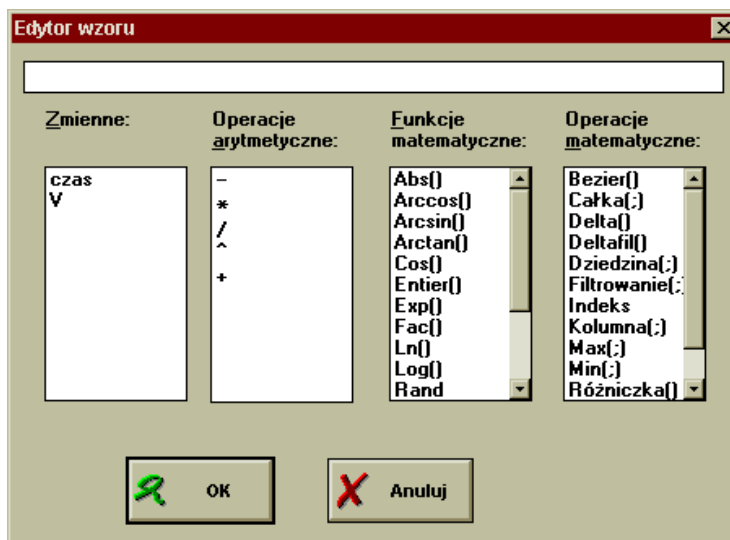 Edytor wzoru
Zmienne:
Operacje
arytmetyczne:
Funkcje
matematyczne:
Operacje
matematyczne:
czas
V
-
*
/
^
+
Abs()
Arccos()
Arcsin()
Arctan()
Cos()
Entier()
Exp()
Fac()
Ln()
Log()
Rand
Bezier()
Całka(;)
Delta()
Deltafil()
Dziedzina(;)
Filtrowanie(;
Indeks
Kolumna(;)
Max(;)
Min(;)
Różniczka()
OK
Anuluj